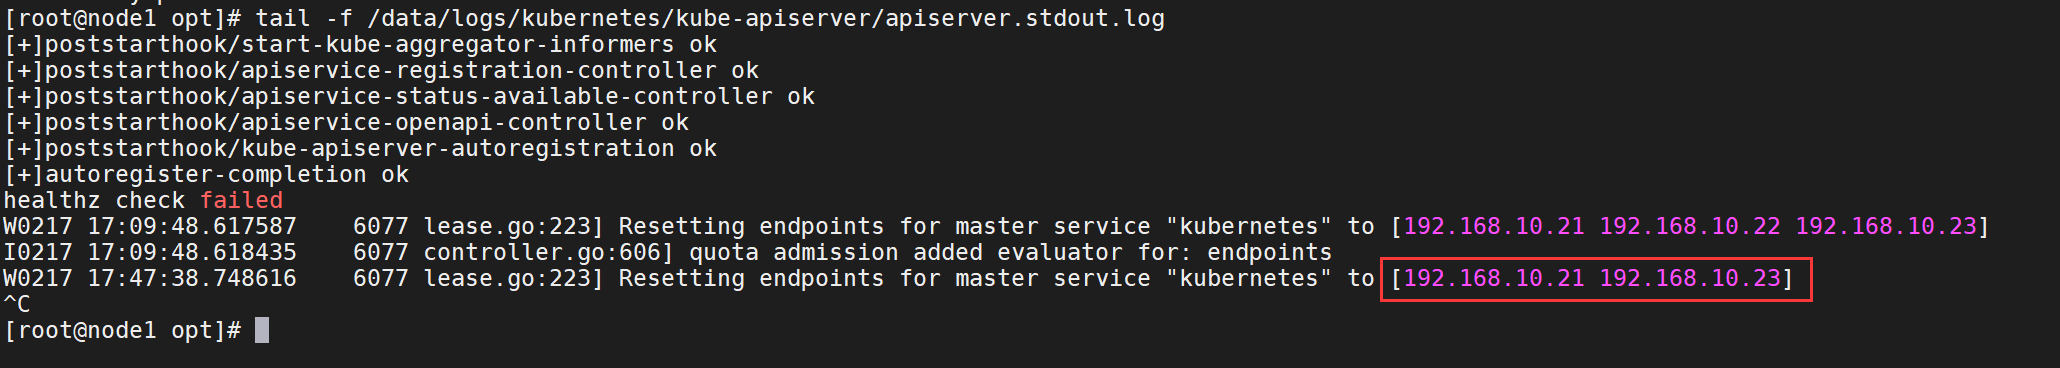 [root@node1 opt]# tail -f /data/logs/kubernetes/kube-apiserver/apiserver.stdout.log
[+]poststarthook/start-kube-aggregator-informers ok
[+]poststarthook/apiservice-registration-controller ok
[+]poststarthook/apiservice-status-available-controller ok
[+]poststarthook/apiservice-openapi-controller ok
[+]poststarthook/kube-apiserver-autoregistration ok
[+]autoregister-completion ok
healthz check failed
W0217 17:09:48.617587    6077 lease.go:223] Resetting endpoints for master service "kubernetes" to [192.168.10.21 192.168.10.22 192.168.10.23]
I0217 17:09:48.618435    6077 controller.go:606] quota admission added evaluator for: endpoints
W0217 17:47:38.748616    6077 lease.go:223] Resetting endpoints for master service "kubernetes" to [192.168.10.21 192.168.10.23]
^C
[root@node1 opt]#